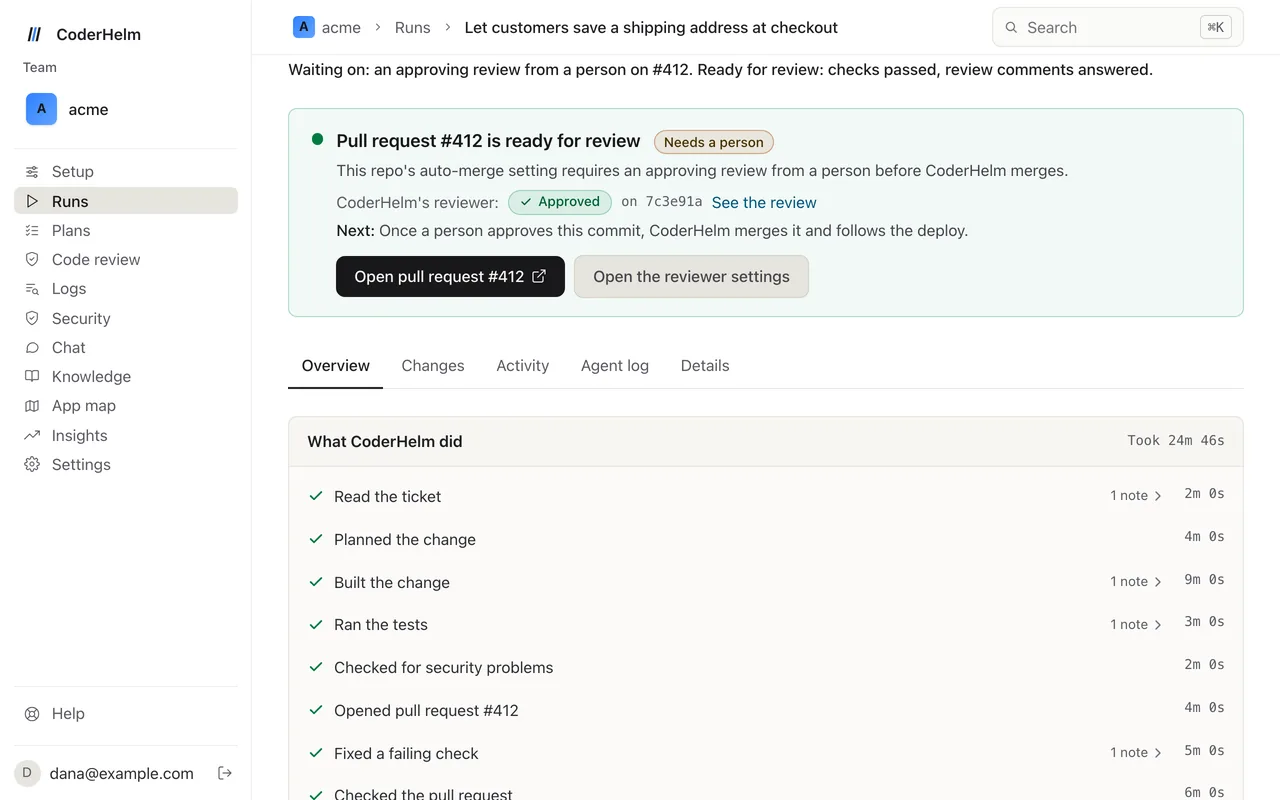 CoderHelm
Team
A
acme
Setup
Runs
Plans
Code review
Logs
Security
Chat
Knowledge
App map
Insights
Settings
Help
D
dana@example.com
A acme > Runs > Let customers save a shipping address at checkout
Search ⌘K
Waiting on: an approving review from a person on #412. Ready for review: checks passed, review comments answered.
Pull request #412 is ready for review Needs a person
This repo's auto-merge setting requires an approving review from a person before CoderHelm merges.
CoderHelm's reviewer: Approved on 7c3e91a See the review
Next: Once a person approves this commit, CoderHelm merges it and follows the deploy.
Open pull request #412 Open the reviewer settings
Overview Changes Activity Agent log Details
What CoderHelm did Took 24m 46s
Read the ticket 1 note > 2m 0s
Planned the change 4m 0s
Built the change 1 note > 9m 0s
Ran the tests 1 note > 3m 0s
Checked for security problems 2m 0s
Opened pull request #412 4m 0s
Fixed a failing check 1 note > 5m 0s
Checked the pull request 6m 0s